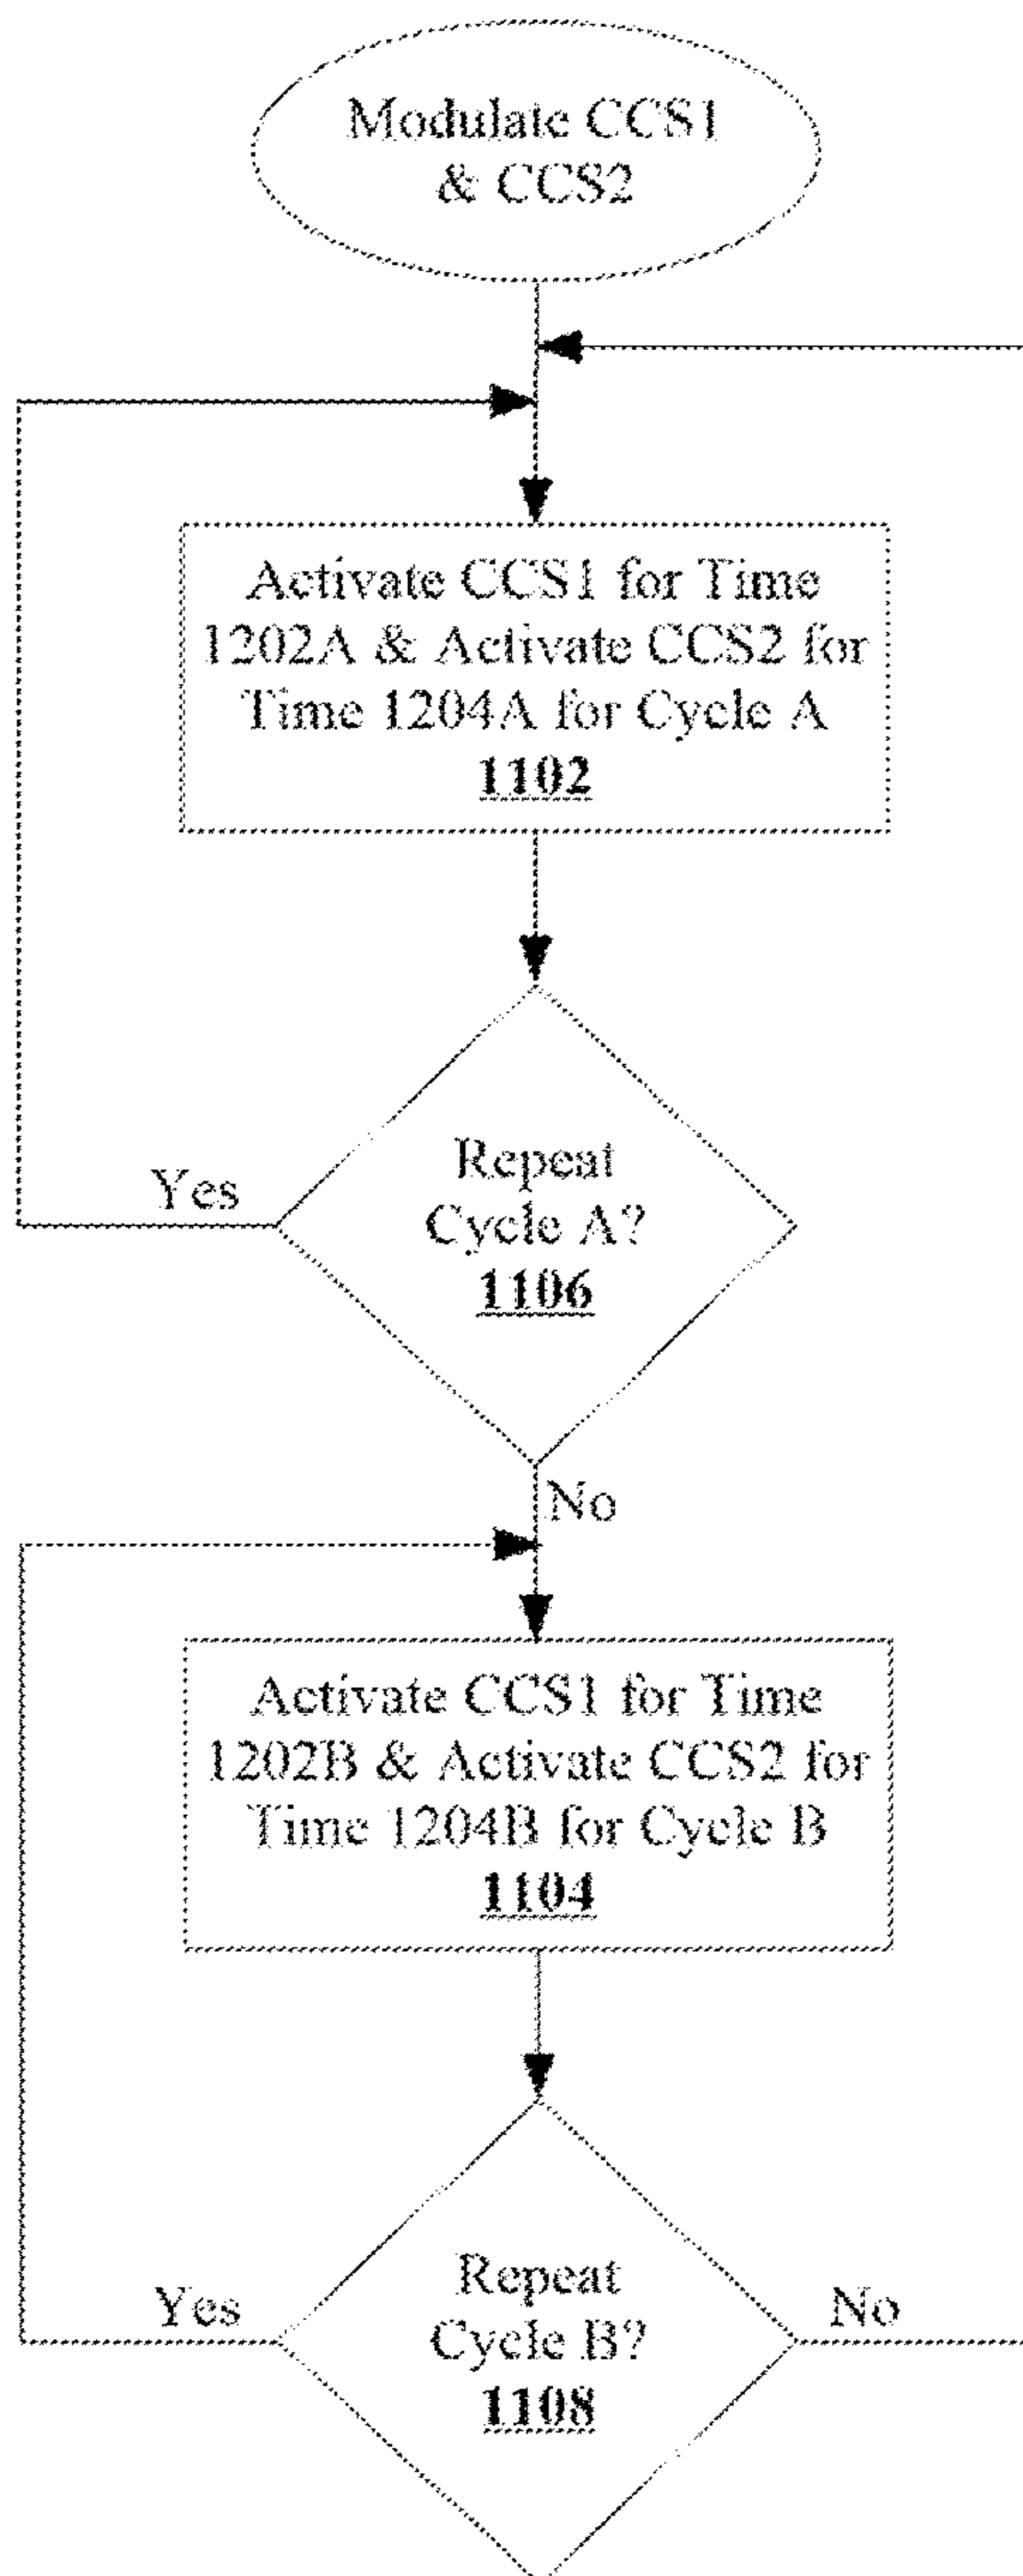 Modulate CCS1
& CCS2
Activate CCS1 for Time
1202A & Activate CCS2 for
Time 1204A for Cycle A
1102
Repeat
Cycle A?
1106
Yes
No
Activate CCS1 for Time
1202B & Activate CCS2 for
Time 1204B for Cycle B
1104
Repeat
Cycle B?
1108
Yes
No